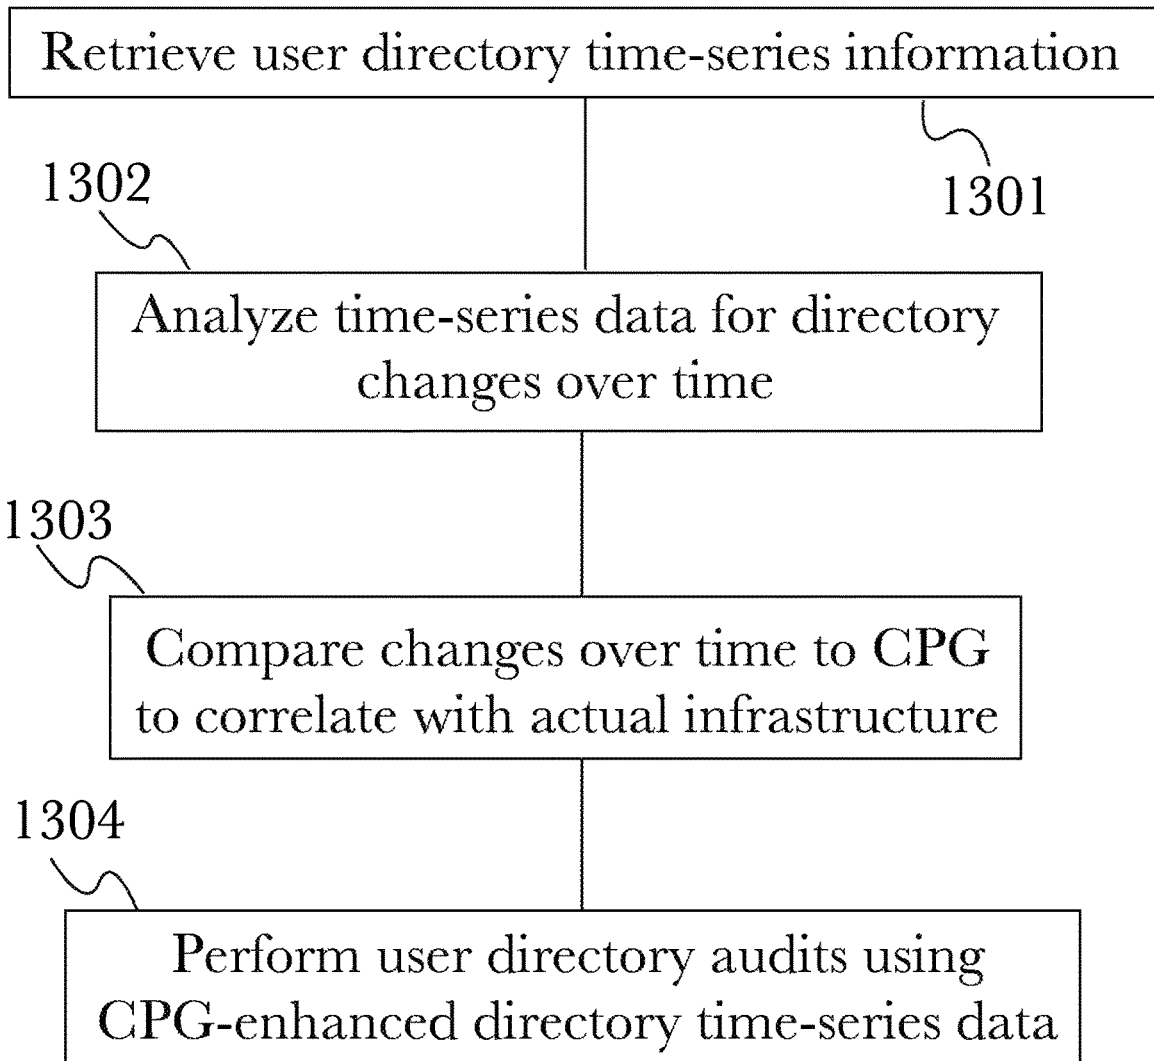 Retrieve user directory time-series information
1301
1302
Analyze time-series data for directory
changes over time
1303
Compare changes over time to CPG
to correlate with actual infrastructure
1304
Perform user directory audits using
CPG-enhanced directory time-series data